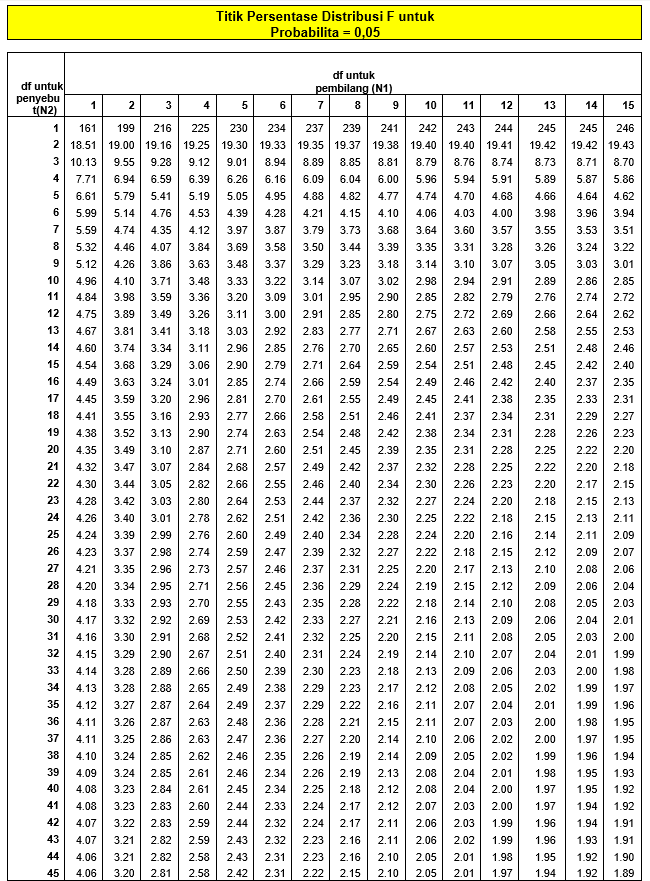 Titik Persentase Distribusi F untuk
Probabilita = 0,05
df untuk
penyebu
t(N2)
df untuk
pembilang (N1)
1 2 3 4 5 6 7 8 9 10 11 12 13 14 15
1 161 199 216 225 230 234 237 239 241 242 243 244 245 245 246
2 18.51 19.00 19.16 19.25 19.30 19.33 19.35 19.37 19.38 19.40 19.40 19.41 19.42 19.42 19.43
3 10.13 9.55 9.28 9.12 9.01 8.94 8.89 8.85 8.81 8.79 8.76 8.74 8.73 8.71 8.70
4 7.71 6.94 6.59 6.39 6.26 6.16 6.09 6.04 6.00 5.96 5.94 5.91 5.89 5.87 5.86
5 6.61 5.79 5.41 5.19 5.05 4.95 4.88 4.82 4.77 4.74 4.70 4.68 4.66 4.64 4.62
6 5.99 5.14 4.76 4.53 4.39 4.28 4.21 4.15 4.10 4.06 4.03 4.00 3.98 3.96 3.94
7 5.59 4.74 4.35 4.12 3.97 3.87 3.79 3.73 3.68 3.64 3.60 3.57 3.55 3.53 3.51
8 5.32 4.46 4.07 3.84 3.69 3.58 3.50 3.44 3.39 3.35 3.31 3.28 3.26 3.24 3.22
9 5.12 4.26 3.86 3.63 3.48 3.37 3.29 3.23 3.18 3.14 3.10 3.07 3.05 3.03 3.01
10 4.96 4.10 3.71 3.48 3.33 3.22 3.14 3.07 3.02 2.98 2.94 2.91 2.89 2.86 2.85
11 4.84 3.98 3.59 3.36 3.20 3.09 3.01 2.95 2.90 2.85 2.82 2.79 2.76 2.74 2.72
12 4.75 3.89 3.49 3.26 3.11 3.00 2.91 2.85 2.80 2.75 2.72 2.69 2.66 2.64 2.62
13 4.67 3.81 3.41 3.18 3.03 2.92 2.83 2.77 2.71 2.67 2.63 2.60 2.58 2.55 2.53
14 4.60 3.74 3.34 3.11 2.96 2.85 2.76 2.70 2.65 2.60 2.57 2.53 2.51 2.48 2.46
15 4.54 3.68 3.29 3.06 2.90 2.79 2.71 2.64 2.59 2.54 2.51 2.48 2.45 2.42 2.40
16 4.49 3.63 3.24 3.01 2.85 2.74 2.66 2.59 2.54 2.49 2.46 2.42 2.40 2.37 2.35
17 4.45 3.59 3.20 2.96 2.81 2.70 2.61 2.55 2.49 2.45 2.41 2.38 2.35 2.33 2.31
18 4.41 3.55 3.16 2.93 2.77 2.66 2.58 2.51 2.46 2.41 2.37 2.34 2.31 2.29 2.27
19 4.38 3.52 3.13 2.90 2.74 2.63 2.54 2.48 2.42 2.38 2.34 2.31 2.28 2.26 2.23
20 4.35 3.49 3.10 2.87 2.71 2.60 2.51 2.45 2.39 2.35 2.31 2.28 2.25 2.22 2.20
21 4.32 3.47 3.07 2.84 2.68 2.57 2.49 2.42 2.37 2.32 2.28 2.25 2.22 2.20 2.18
22 4.30 3.44 3.05 2.82 2.66 2.55 2.46 2.40 2.34 2.30 2.26 2.23 2.20 2.17 2.15
23 4.28 3.42 3.03 2.80 2.64 2.53 2.44 2.37 2.32 2.27 2.24 2.20 2.18 2.15 2.13
24 4.26 3.40 3.01 2.78 2.62 2.51 2.42 2.36 2.30 2.25 2.22 2.18 2.15 2.13 2.11
25 4.24 3.39 2.99 2.76 2.60 2.49 2.40 2.34 2.28 2.24 2.20 2.16 2.14 2.11 2.09
26 4.23 3.37 2.98 2.74 2.59 2.47 2.39 2.32 2.27 2.22 2.18 2.15 2.12 2.09 2.07
27 4.21 3.35 2.96 2.73 2.57 2.46 2.37 2.31 2.25 2.20 2.17 2.13 2.10 2.08 2.06
28 4.20 3.34 2.95 2.71 2.56 2.45 2.36 2.29 2.24 2.19 2.15 2.12 2.09 2.06 2.04
29 4.18 3.33 2.93 2.70 2.55 2.43 2.35 2.28 2.22 2.18 2.14 2.10 2.08 2.05 2.03
30 4.17 3.32 2.92 2.69 2.53 2.42 2.33 2.27 2.21 2.16 2.13 2.09 2.06 2.04 2.01
31 4.16 3.30 2.91 2.68 2.52 2.41 2.32 2.25 2.20 2.15 2.11 2.08 2.05 2.03 2.00
32 4.15 3.29 2.90 2.67 2.51 2.40 2.31 2.24 2.19 2.14 2.10 2.07 2.04 2.01 1.99
33 4.14 3.28 2.89 2.66 2.50 2.39 2.30 2.23 2.18 2.13 2.09 2.06 2.03 2.00 1.98
34 4.13 3.28 2.88 2.65 2.49 2.38 2.29 2.23 2.17 2.12 2.08 2.05 2.02 1.99 1.97
35 4.12 3.27 2.87 2.64 2.49 2.37 2.29 2.22 2.16 2.11 2.07 2.04 2.01 1.99 1.96
36 4.11 3.26 2.87 2.63 2.48 2.36 2.28 2.21 2.15 2.11 2.07 2.03 2.00 1.98 1.95
37 4.11 3.25 2.86 2.63 2.47 2.36 2.27 2.20 2.14 2.10 2.06 2.02 2.00 1.97 1.95
38 4.10 3.24 2.85 2.62 2.46 2.35 2.26 2.19 2.14 2.09 2.05 2.02 1.99 1.96 1.94
39 4.09 3.24 2.85 2.61 2.46 2.34 2.26 2.19 2.13 2.08 2.04 2.01 1.98 1.95 1.93
40 4.08 3.23 2.84 2.61 2.45 2.34 2.25 2.18 2.12 2.08 2.04 2.00 1.97 1.95 1.92
41 4.08 3.23 2.83 2.60 2.44 2.33 2.24 2.17 2.12 2.07 2.03 2.00 1.97 1.94 1.92
42 4.07 3.22 2.83 2.59 2.44 2.32 2.24 2.17 2.11 2.06 2.03 1.99 1.96 1.94 1.91
43 4.07 3.21 2.82 2.59 2.43 2.32 2.23 2.16 2.11 2.06 2.02 1.99 1.96 1.93 1.91
44 4.06 3.21 2.82 2.58 2.43 2.31 2.23 2.16 2.10 2.05 2.01 1.98 1.95 1.92 1.90
45 4.06 3.20 2.81 2.58 2.42 2.31 2.22 2.15 2.10 2.05 2.01 1.97 1.94 1.92 1.89